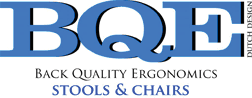 BQE
DUTCH DESIGN
BACK QUALITY ERGONOMICS
STOOLS & CHAIRS